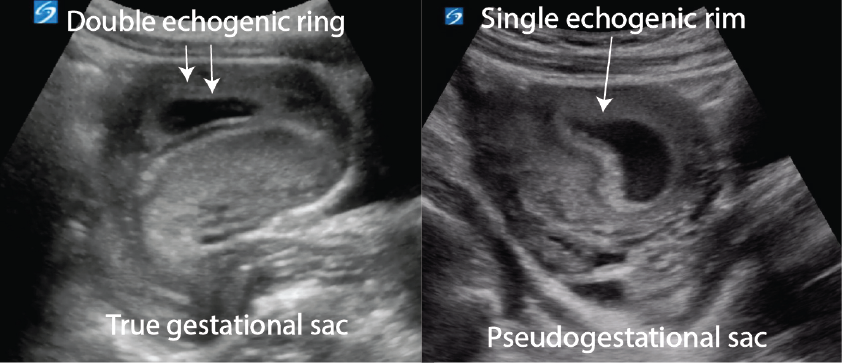 Double echogenic ring
Single echogenic rim
True gestational sac
Pseudogestational sac